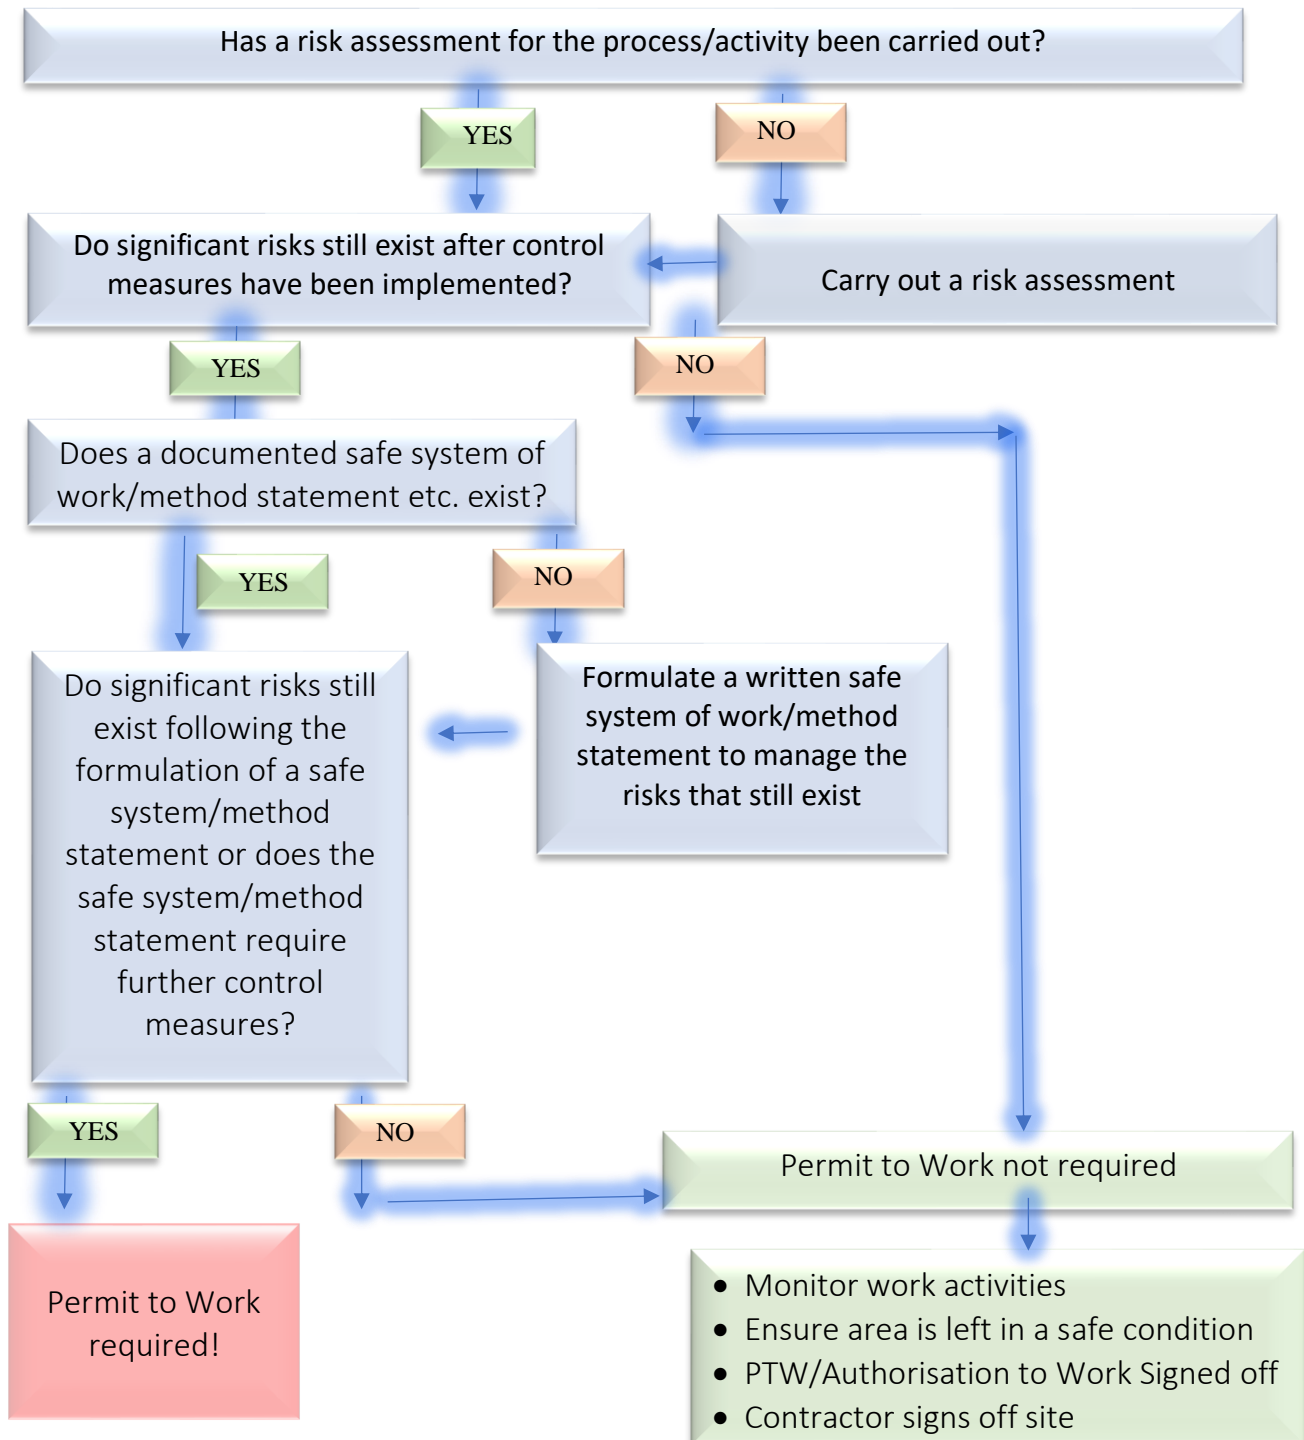 Has a risk assessment for the process/activity been carried out?
YES
NO
Do significant risks still exist after control
measures have been implemented?
Carry out a risk assessment
YES
NO
Does a documented safe system of
work/method statement etc. exist?
YES
NO
Do significant risks still
exist following the
formulation of a safe
system/method
statement or does the
safe system/method
statement require
further control
measures?
Formulate a written safe
system of work/method
statement to manage the
risks that still exist
YES
NO
Permit to Work not required
Permit to Work
required!
• Monitor work activities
• Ensure area is left in a safe condition
• PTW/Authorisation to Work Signed off
• Contractor signs off site